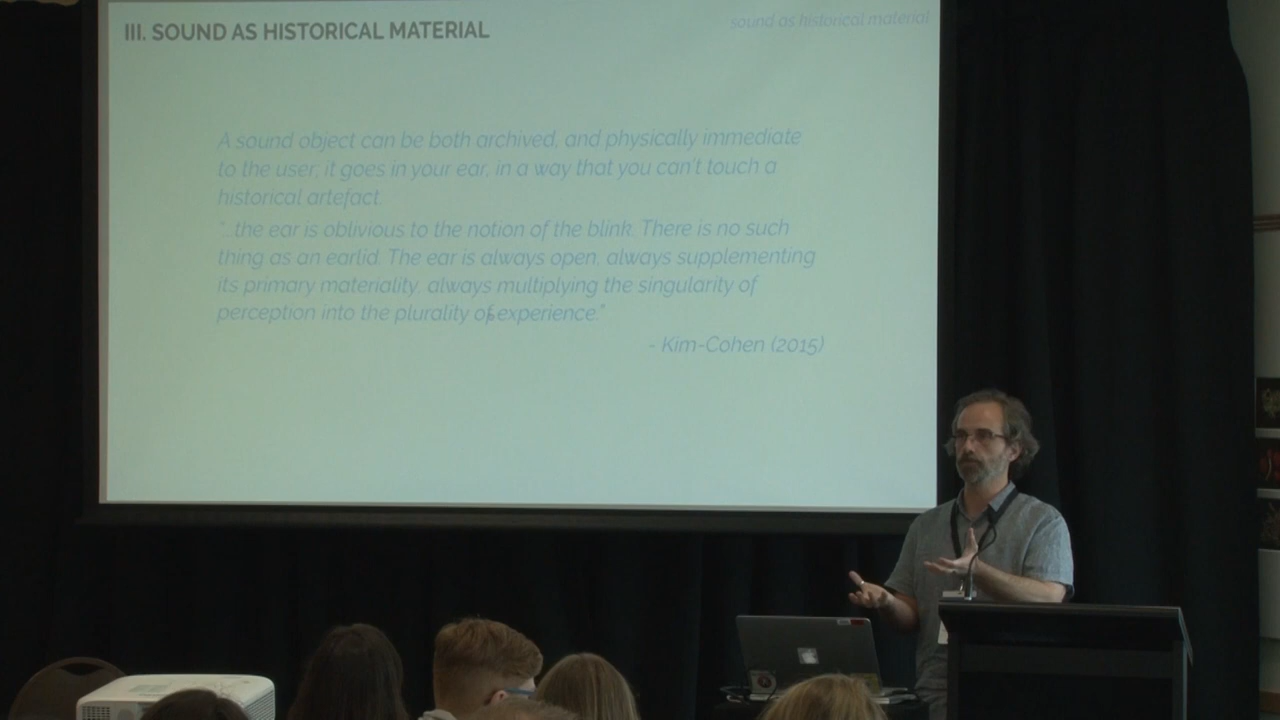 III. SOUND AS HISTORICAL MATERIAL
sound as historical material
A sound object can be both archived, and physically immediate
to the user; it goes in your ear, in a way that you can't touch a
historical artefact.
"...the ear is oblivious to the notion of the blink. There is no such
thing as an earlid. The ear is always open, always supplementing
its primary materiality, always multiplying the singularity of
perception into the plurality of experience."
- Kim-Cohen (2015)